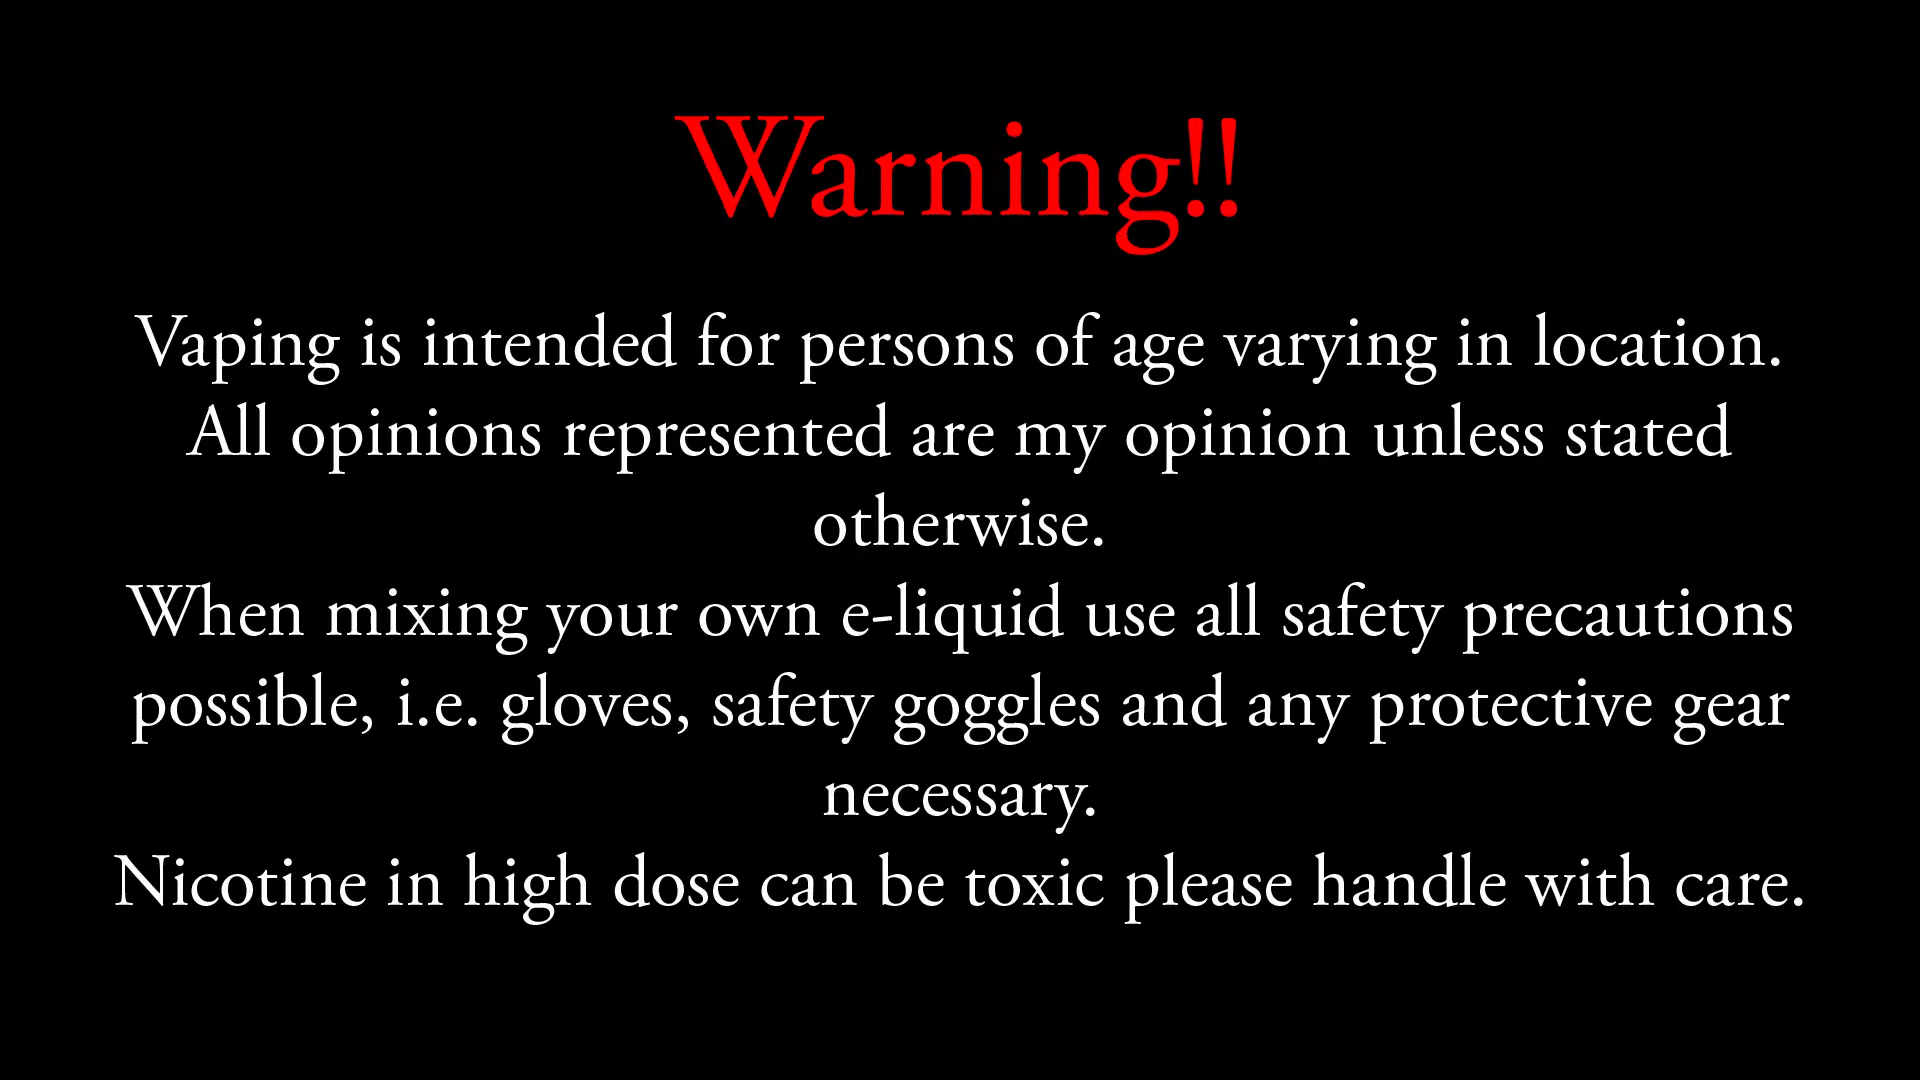 Warning!!
Vaping is intended for persons of age varying in location.
All opinions represented are my opinion unless stated
otherwise.
When mixing your own e-liquid use all safety precautions
possible, i.e. gloves, safety goggles and any protective gear
necessary.
Nicotine in high dose can be toxic please handle with care.